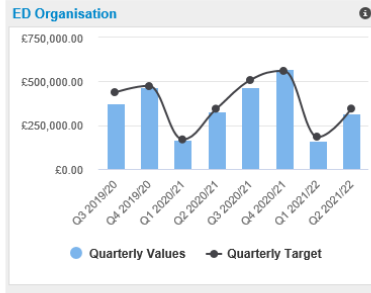 ED Organisation
£750,000.00
£500,000.00
£250,000.00
£0.00
Q3 2019/20
Q4 2019/20
Q1 2020/21
Q2 2020/21
Q3 2020/21
Q4 2020/21
Q1 2021/22
Q2 2021/22
Quarterly Values
Quarterly Target